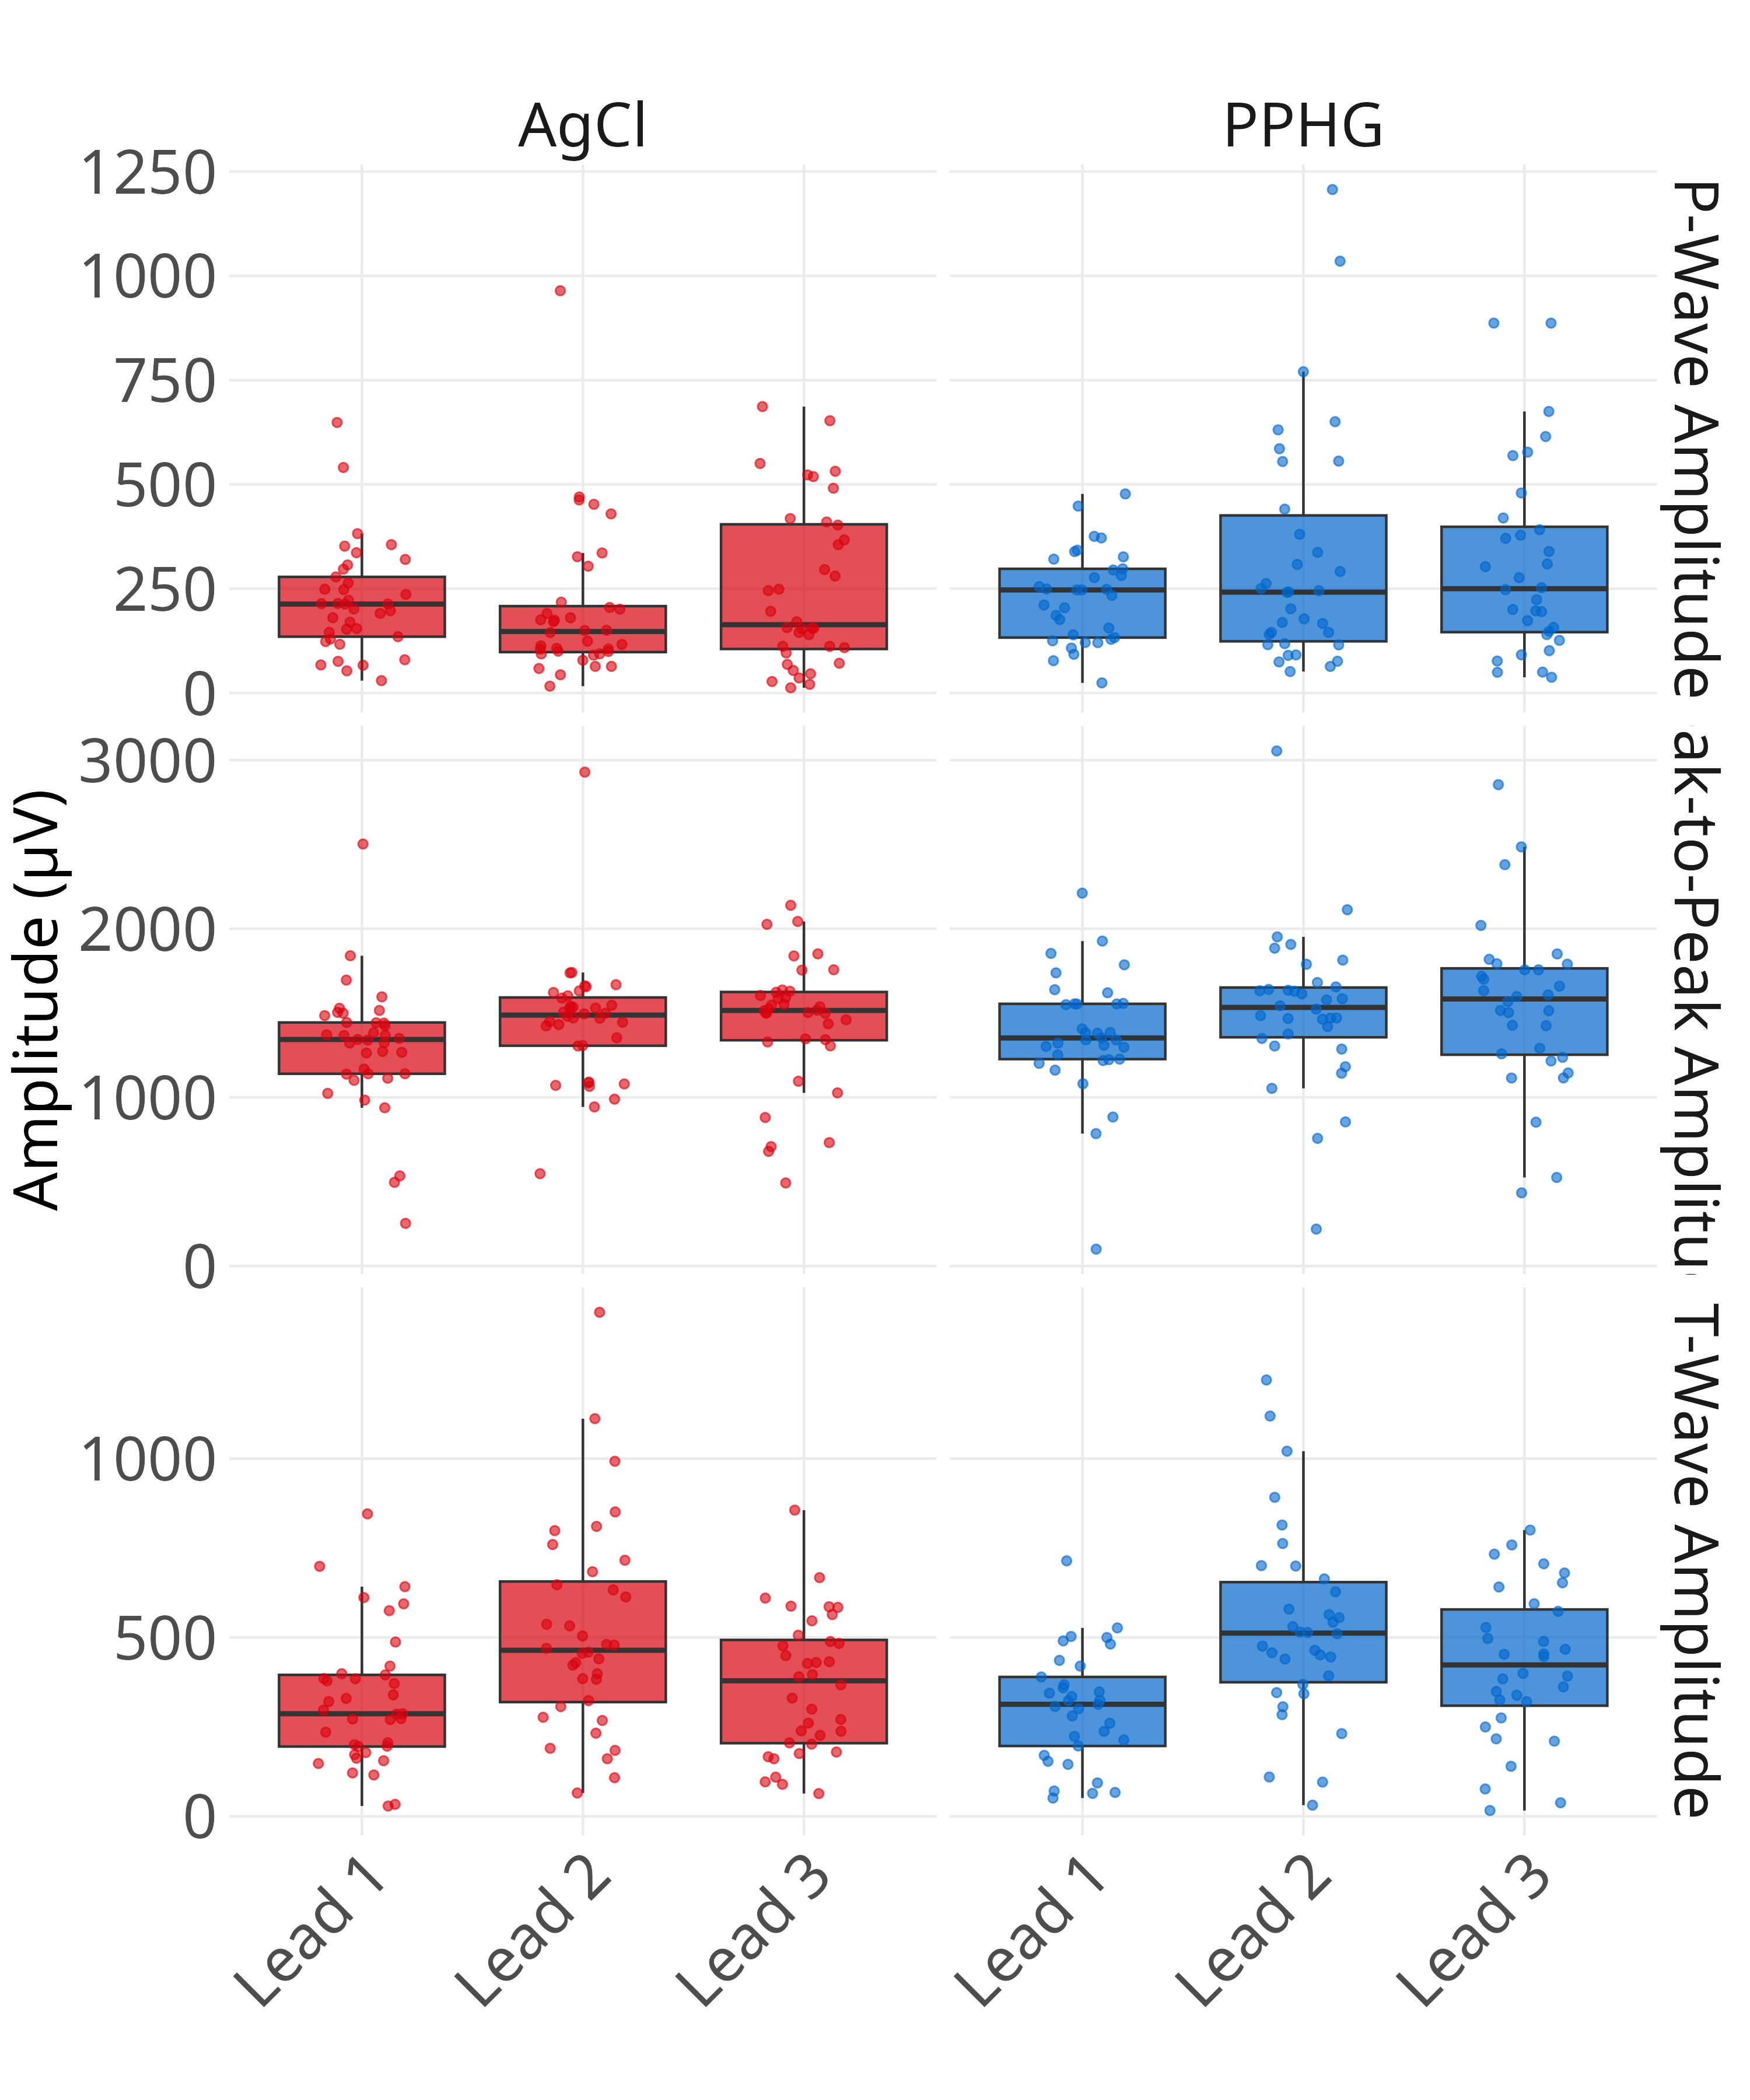 AgCl
PPHG
1250
1000
750
500
250
0
P-Wave Amplitude
3000
2000
1000
0
ak-to-Peak Amplitu
Amplitude (µV)
1000
500
0
T-Wave Amplitude
Lead 1
Lead 2
Lead 3
Lead 1
Lead 2
Lead 3